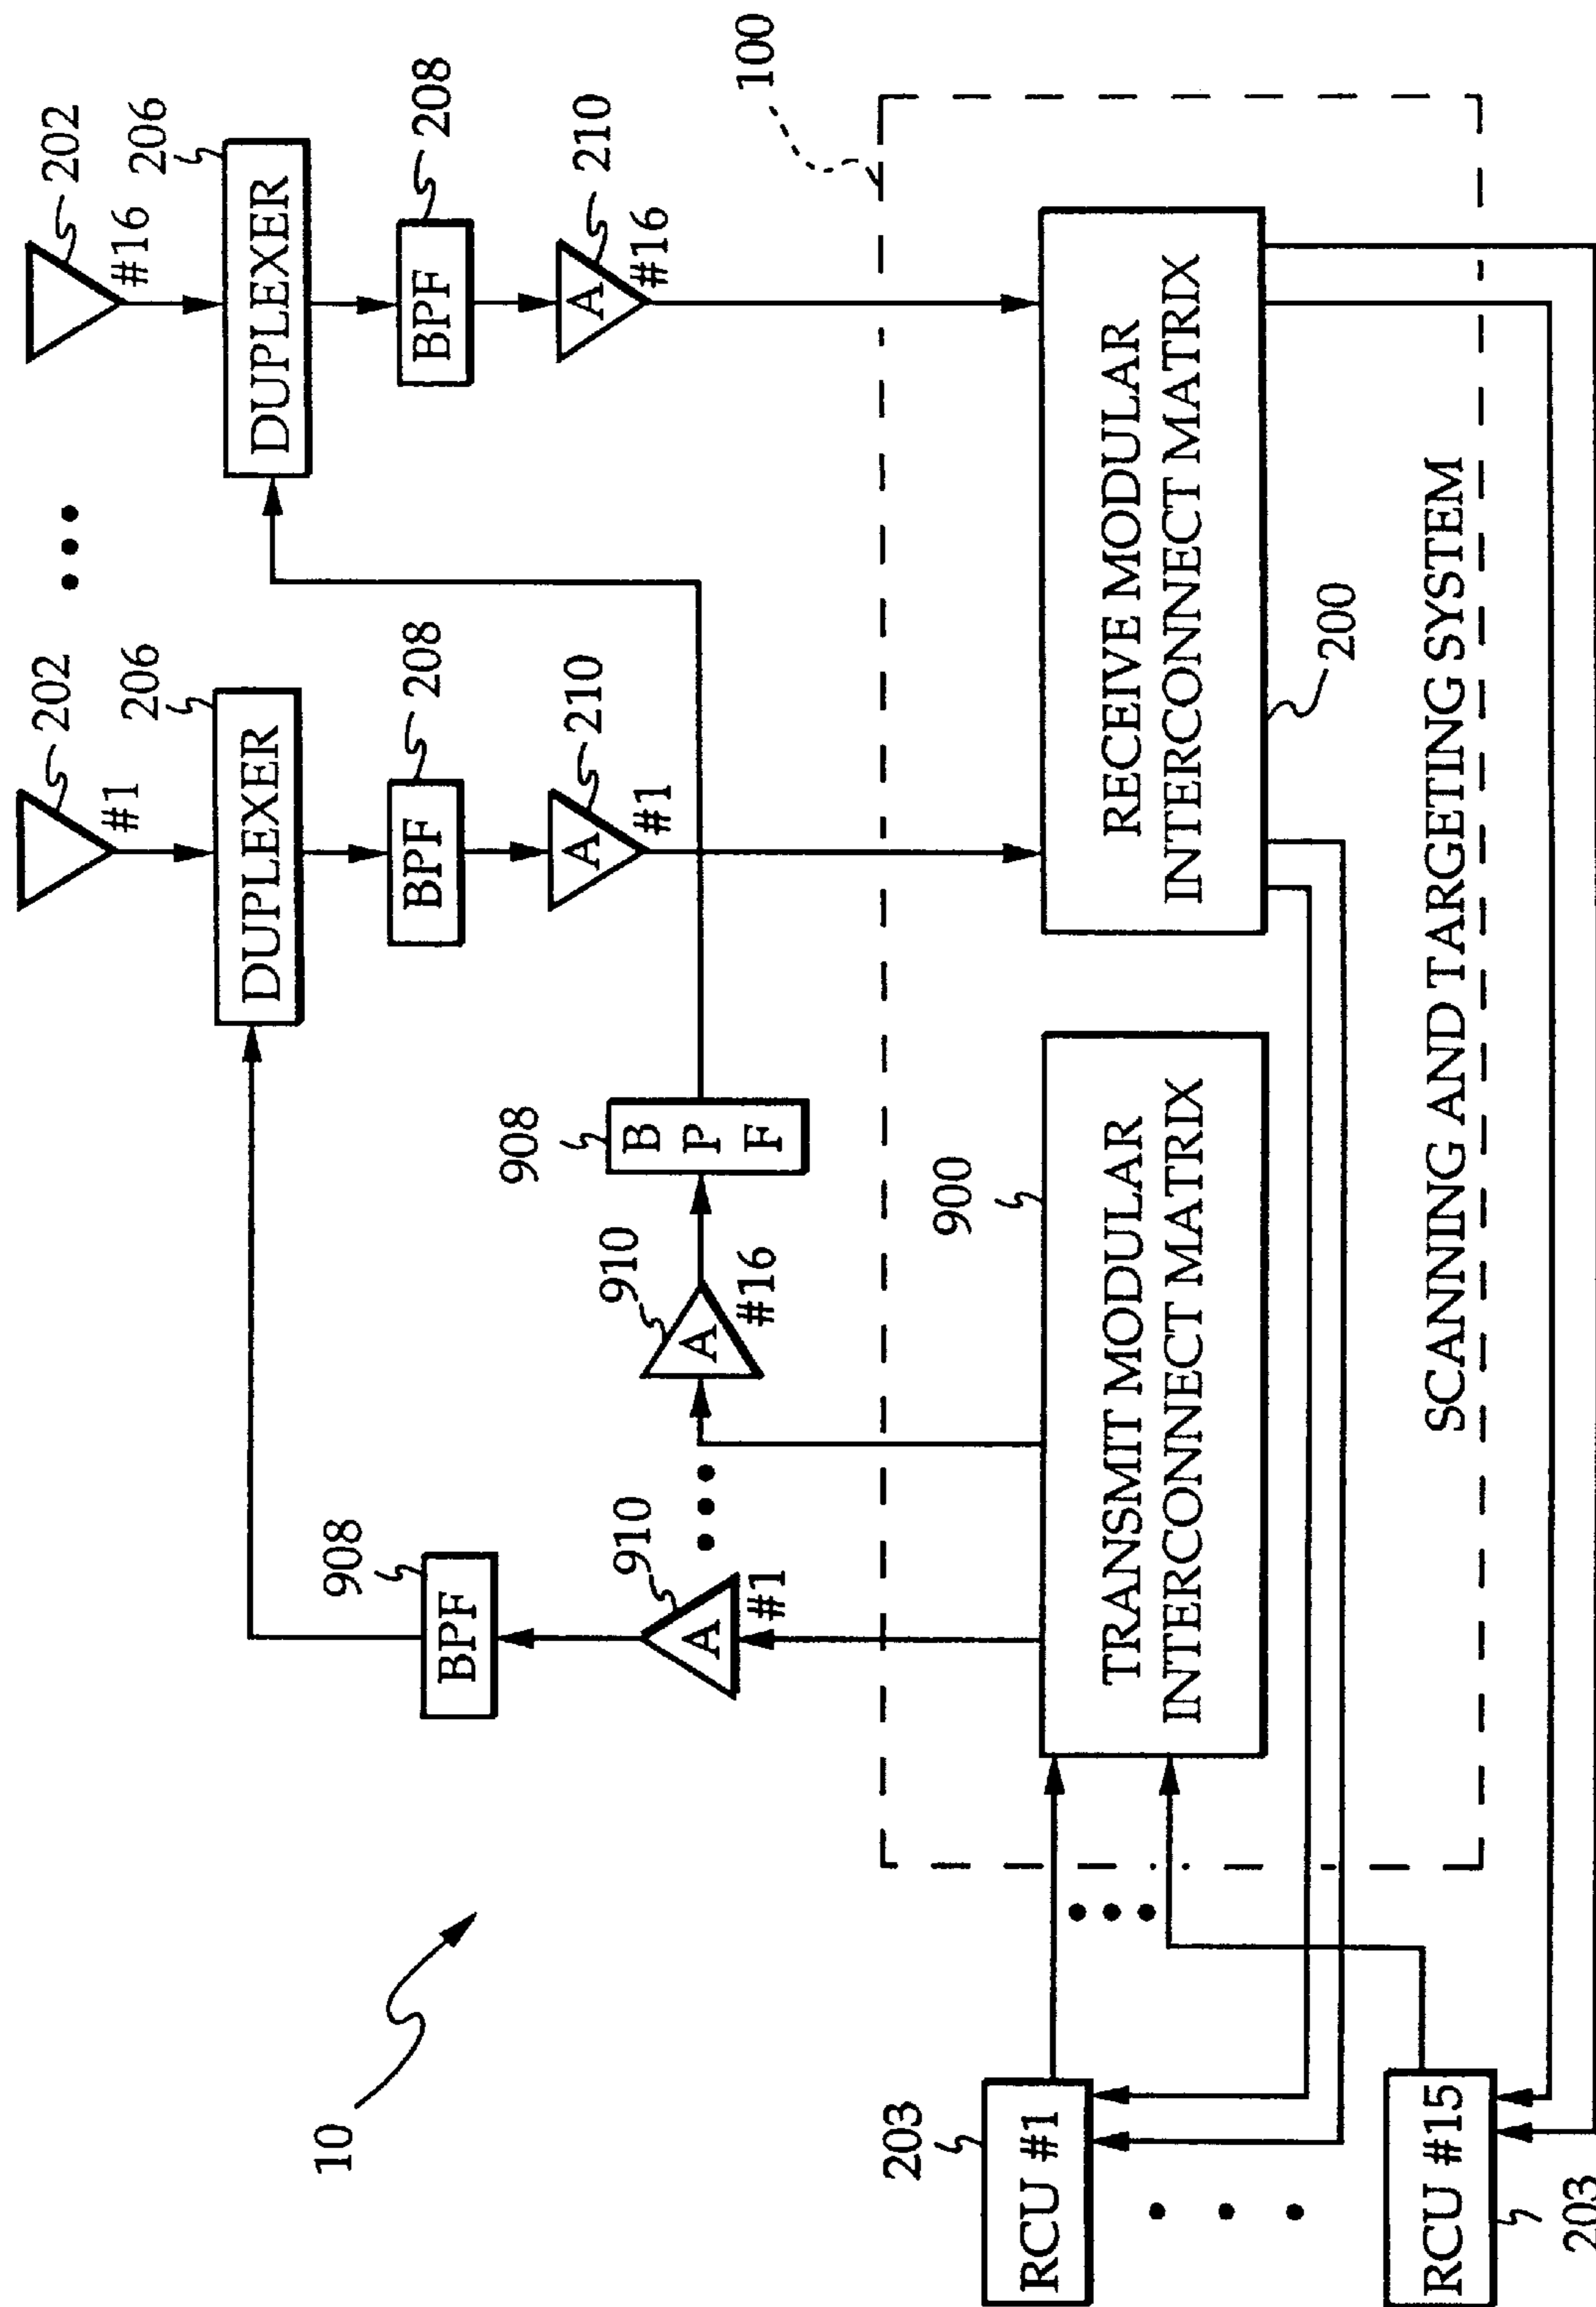 10
202
#1
202
#16
206
DUPLEXER
206
DUPLEXER
908
BPF
208
BPF
208
BPF
910
A
#1
910
A
#16
908
B P F
210
A
#1
210
A
#16
100
900
TRANSMIT MODULAR
INTERCONNECT MATRIX
RECEIVE MODULAR
INTERCONNECT MATRIX
200
SCANNING AND TARGETING SYSTEM
203
RCU #1
RCU #15
203